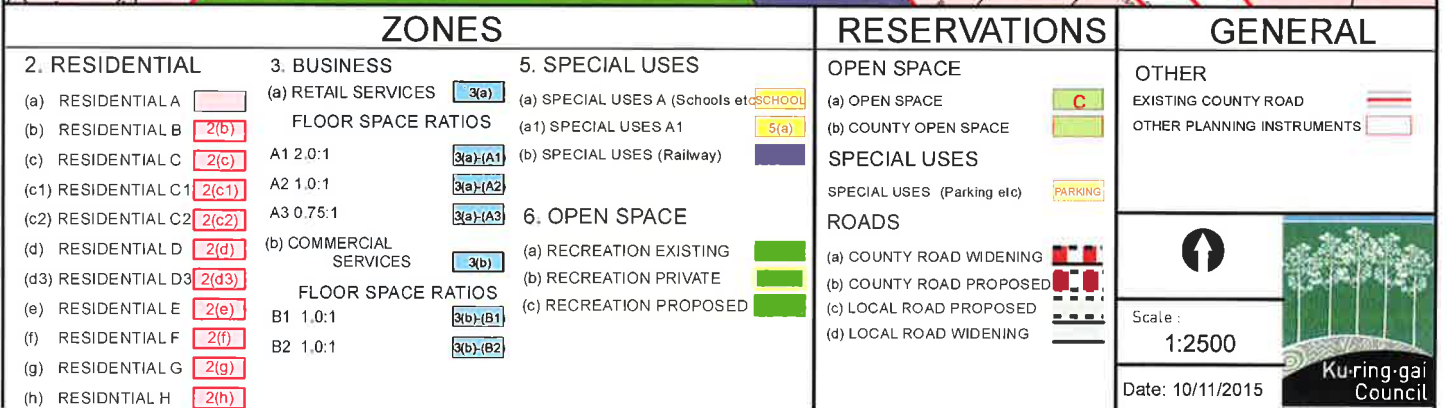 ZONES
2. RESIDENTIAL
(a) RESIDENTIAL A
(b) RESIDENTIAL B 2(b)
(c) RESIDENTIAL C 2(c)
(c1) RESIDENTIAL C1 2(c1)
(c2) RESIDENTIAL C2 2(c2)
(d) RESIDENTIAL D 2(d)
(d3) RESIDENTIAL D3 2(d3)
(e) RESIDENTIAL E 2(e)
(f) RESIDENTIAL F 2(f)
(g) RESIDENTIAL G 2(g)
(h) RESIDNTIAL H 2(h)
3. BUSINESS
(a) RETAIL SERVICES 3(a)
FLOOR SPACE RATIOS
A1 2.0:1 3(a)-(A1)
A2 1.0:1 3(a)-(A2)
A3 0.75:1 3(a)-(A3)
(b) COMMERCIAL
SERVICES 3(b)
FLOOR SPACE RATIOS
B1 1.0:1 3(b)-(B1)
B2 1.0:1 3(b)-(B2)
5. SPECIAL USES
(a) SPECIAL USES A (Schools etc SCHOOL
(a1) SPECIAL USES A1 5(a)
(b) SPECIAL USES (Railway)
6. OPEN SPACE
(a) RECREATION EXISTING
(b) RECREATION PRIVATE
(c) RECREATION PROPOSED
RESERVATIONS
OPEN SPACE
(a) OPEN SPACE C
(b) COUNTY OPEN SPACE
SPECIAL USES
SPECIAL USES (Parking etc) PARKING
ROADS
(a) COUNTY ROAD WIDENING
(b) COUNTY ROAD PROPOSED
(c) LOCAL ROAD PROPOSED
(d) LOCAL ROAD WIDENING
GENERAL
OTHER
EXISTING COUNTY ROAD
OTHER PLANNING INSTRUMENTS
Scale :
1:2500
Date: 10/11/2015
Ku-ring-gai
Council